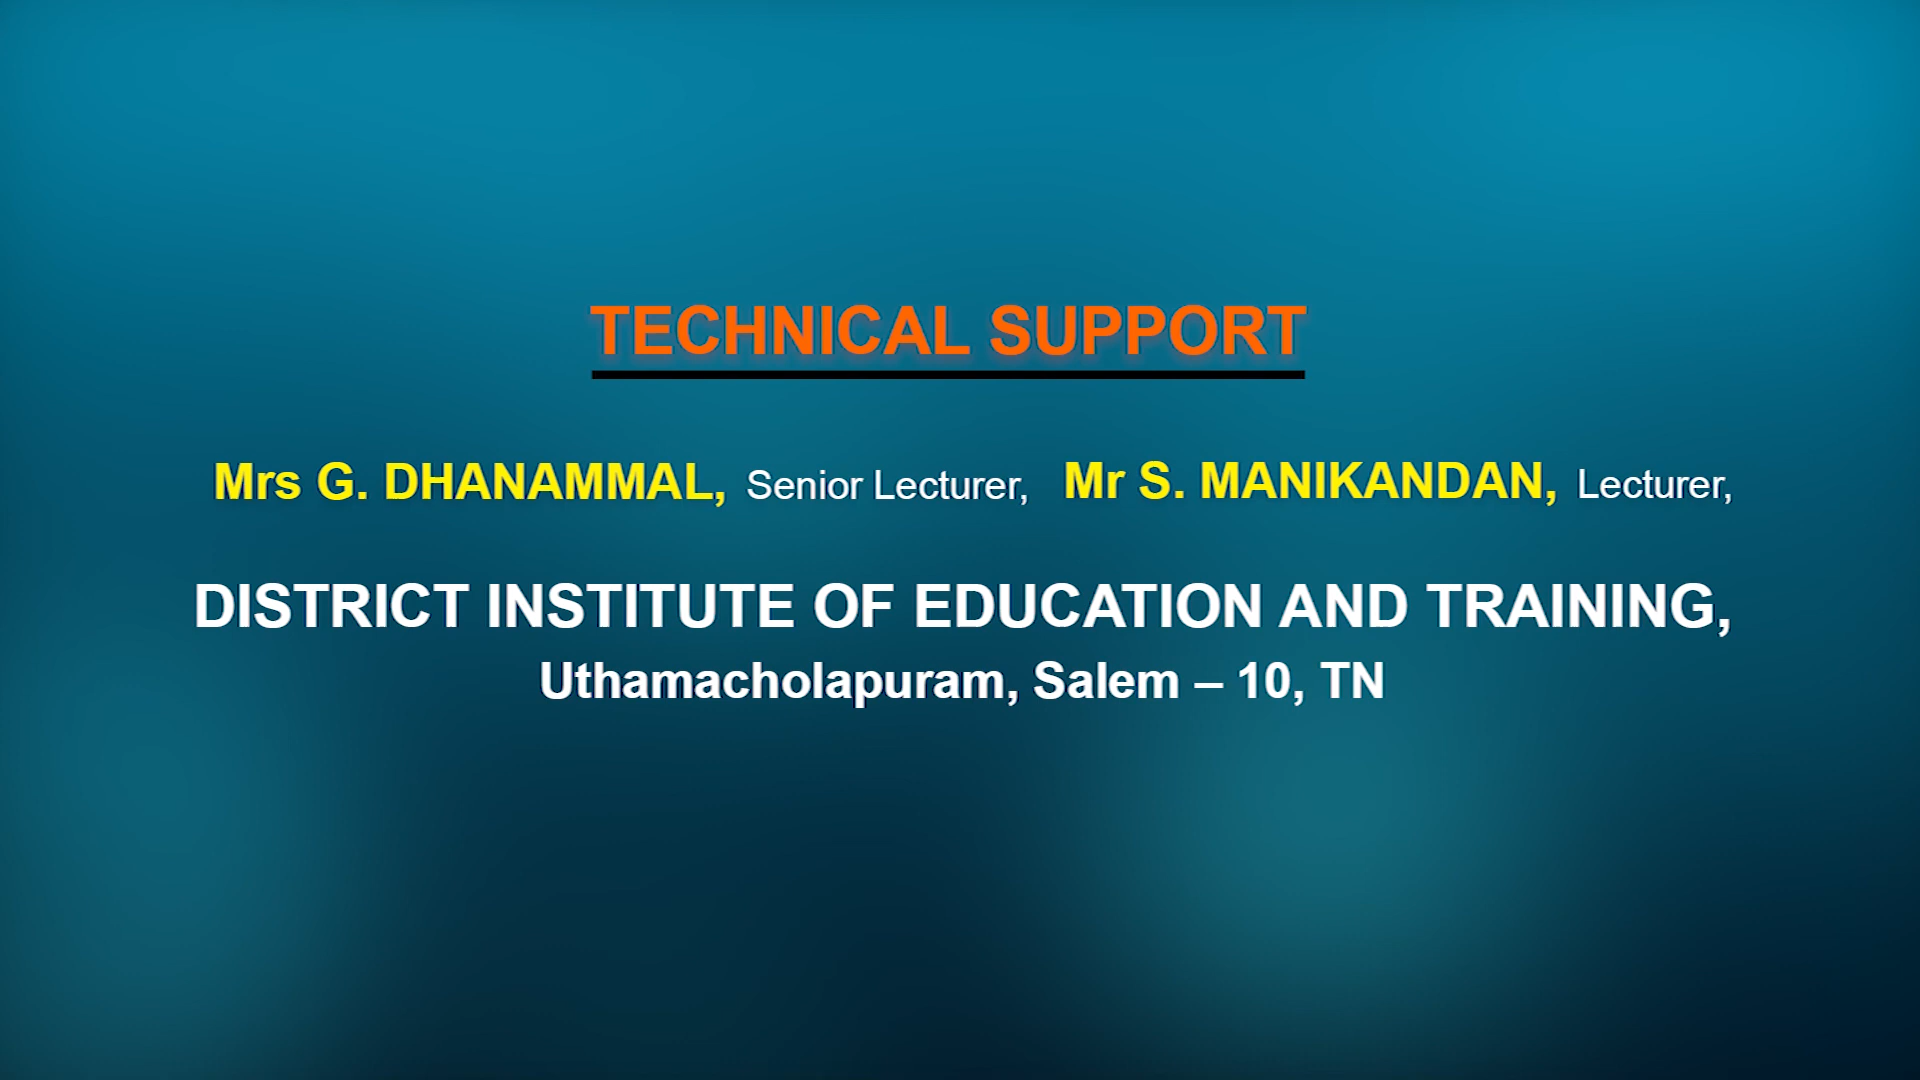 TECHNICAL SUPPORT
Mrs G. DHANAMMAL, Senior Lecturer, Mr S. MANIKANDAN, Lecturer,
DISTRICT INSTITUTE OF EDUCATION AND TRAINING,
Uthamacholapuram, Salem – 10, TN